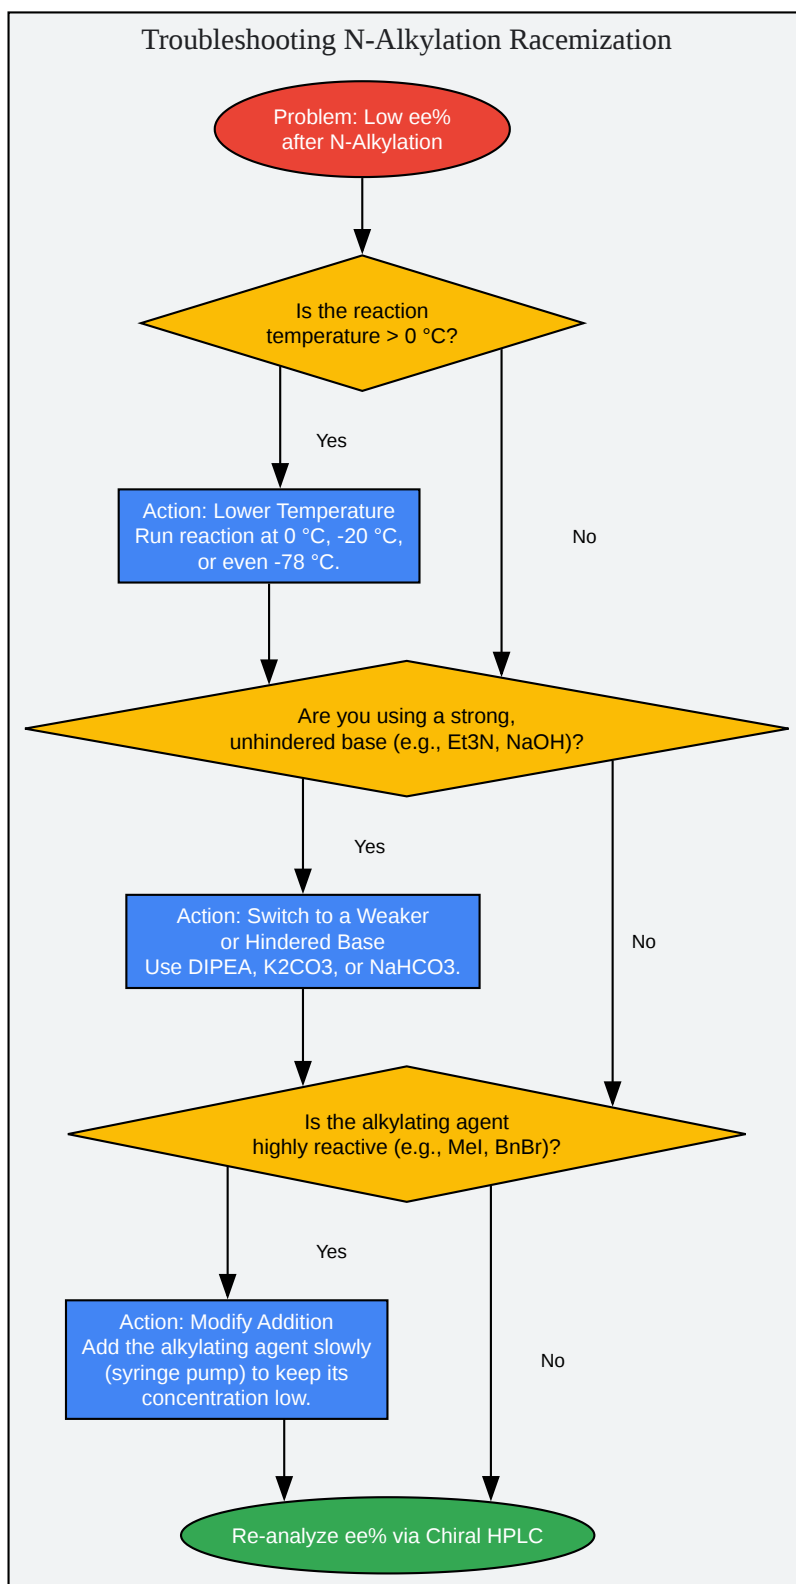 Troubleshooting N-Alkylation Racemization
Problem: Low ee%
after N-Alkylation
Is the reaction
temperature > 0 °C?
Yes
Action: Lower Temperature
Run reaction at 0 °C, -20 °C,
or even -78 °C.
No
Are you using a strong,
unhindered base (e.g., Et3N, NaOH)?
Yes
Action: Switch to a Weaker
or Hindered Base
Use DIPEA, K2CO3, or NaHCO3.
No
Is the alkylating agent
highly reactive (e.g., MeI, BnBr)?
Yes
Action: Modify Addition
Add the alkylating agent slowly
(syringe pump) to keep its
concentration low.
No
Re-analyze ee% via Chiral HPLC